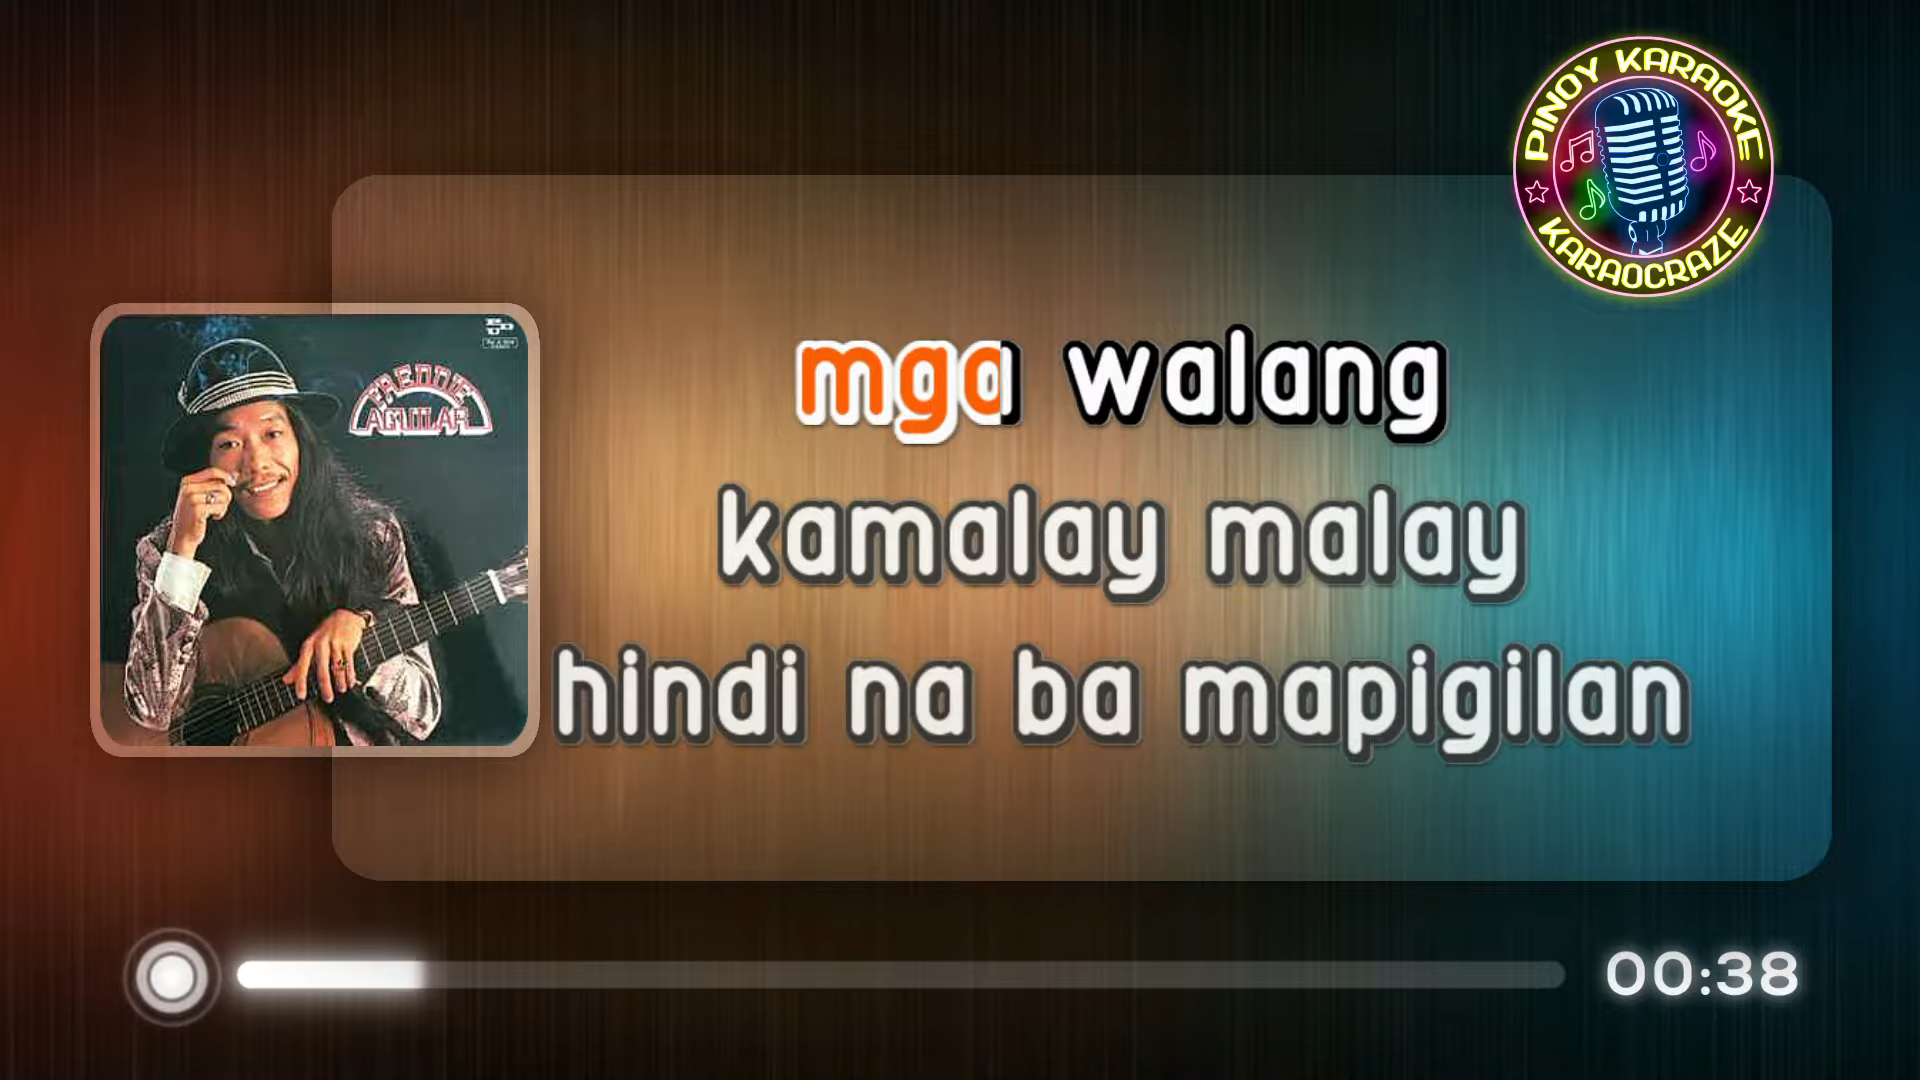 PINOY KARAOKE
KARAOCRAZE
FREDDIE
AGUILAR
mga walang
kamalay malay
hindi na ba mapigilan
00:38